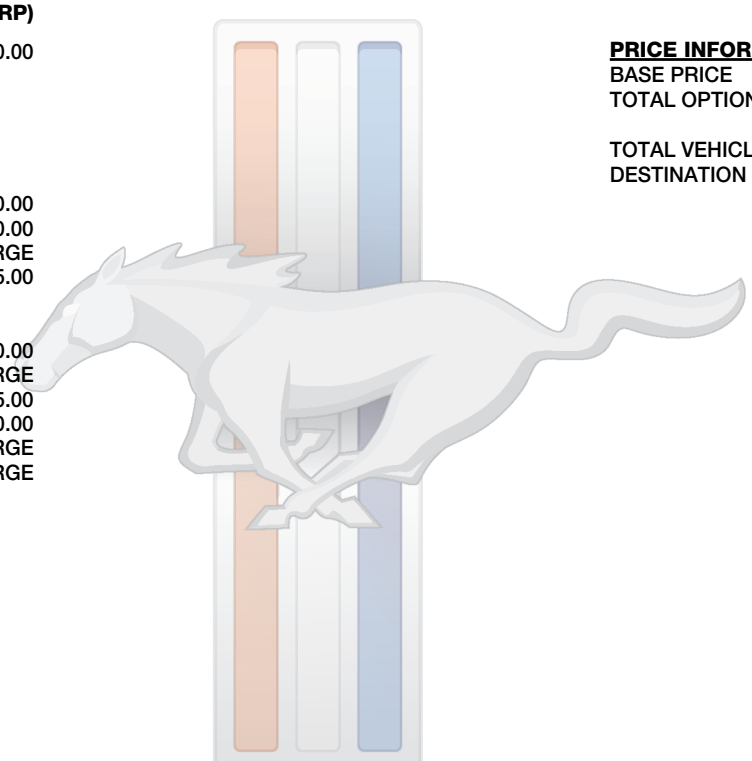 RP)
0.00
0.00
0.00
RGE
5.00
0.00
RGE
5.00
0.00
RGE
RGE
PRICE INFOR
BASE PRICE
TOTAL OPTION
TOTAL VEHICL
DESTINATION